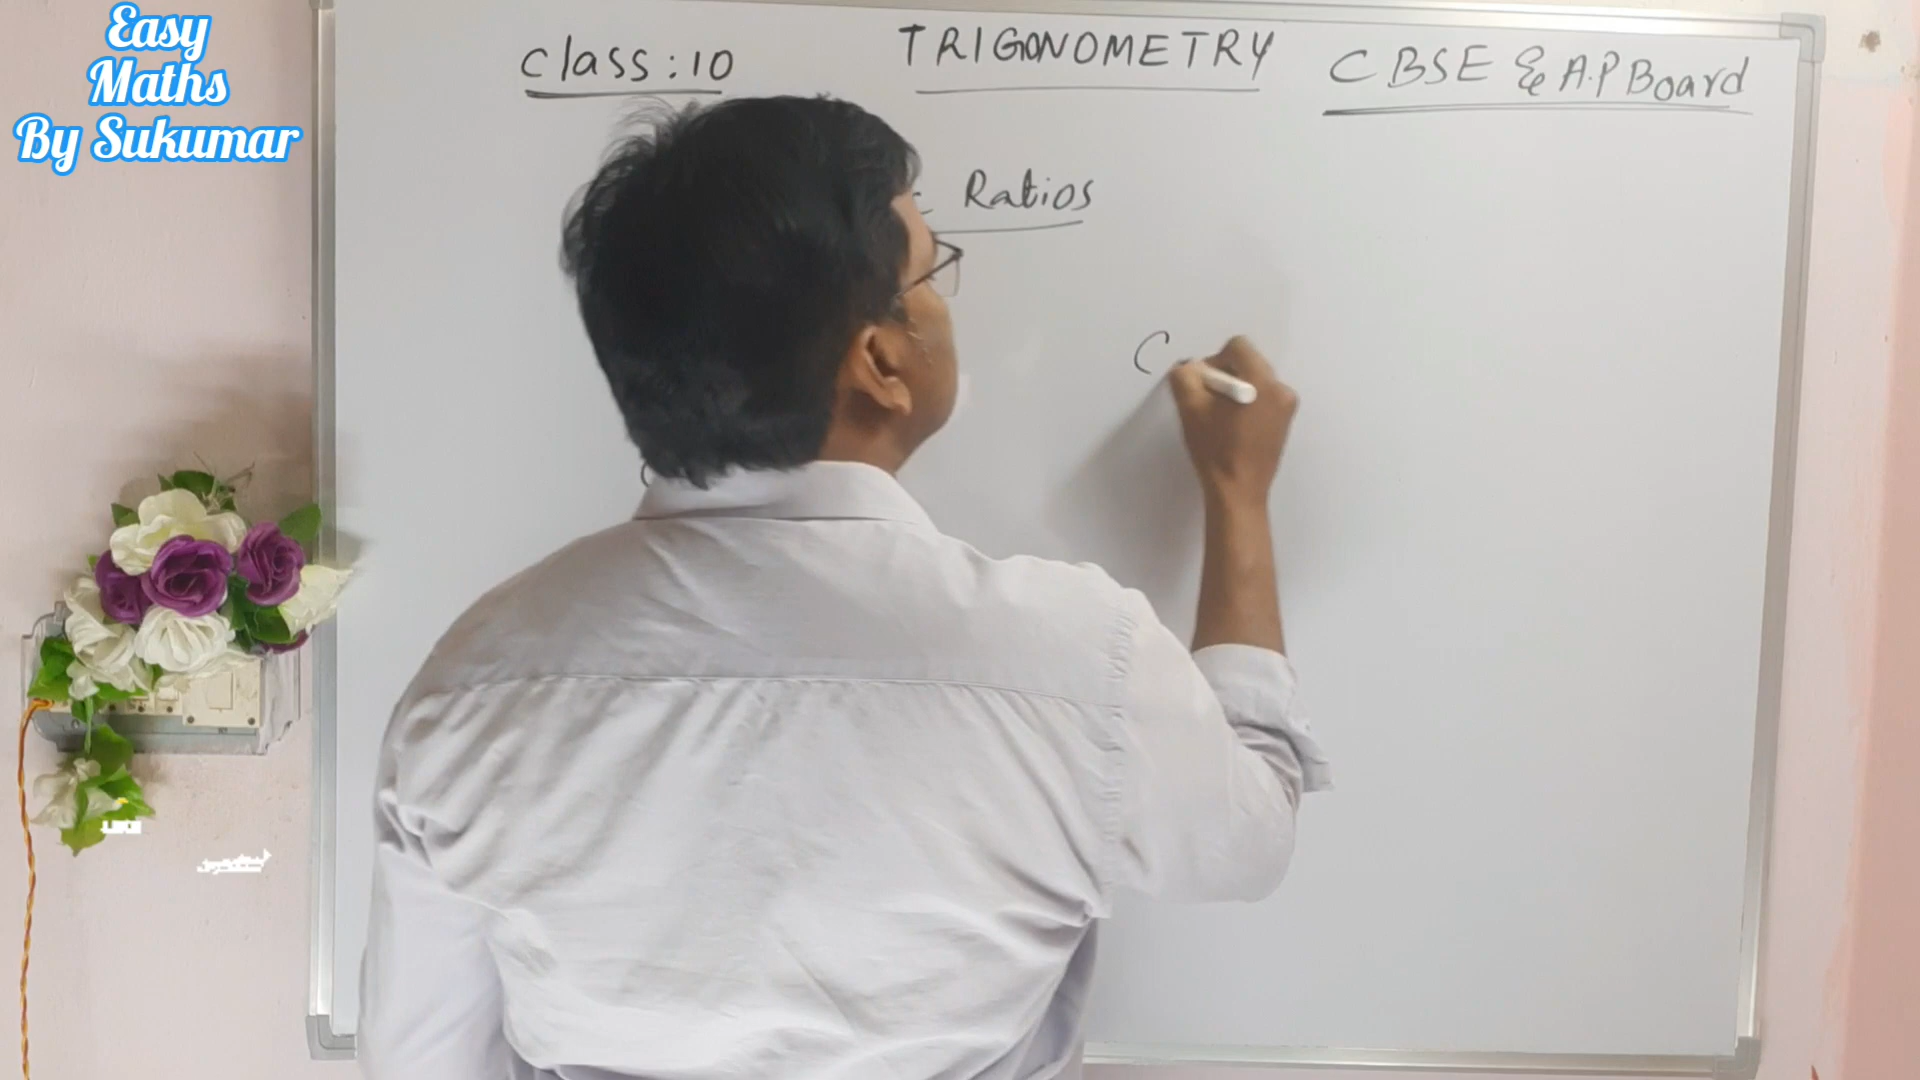 Easy
Maths
By Sukumar
Class:10 TRIGONOMETRY CBSE & A.P Board
Ratios
C